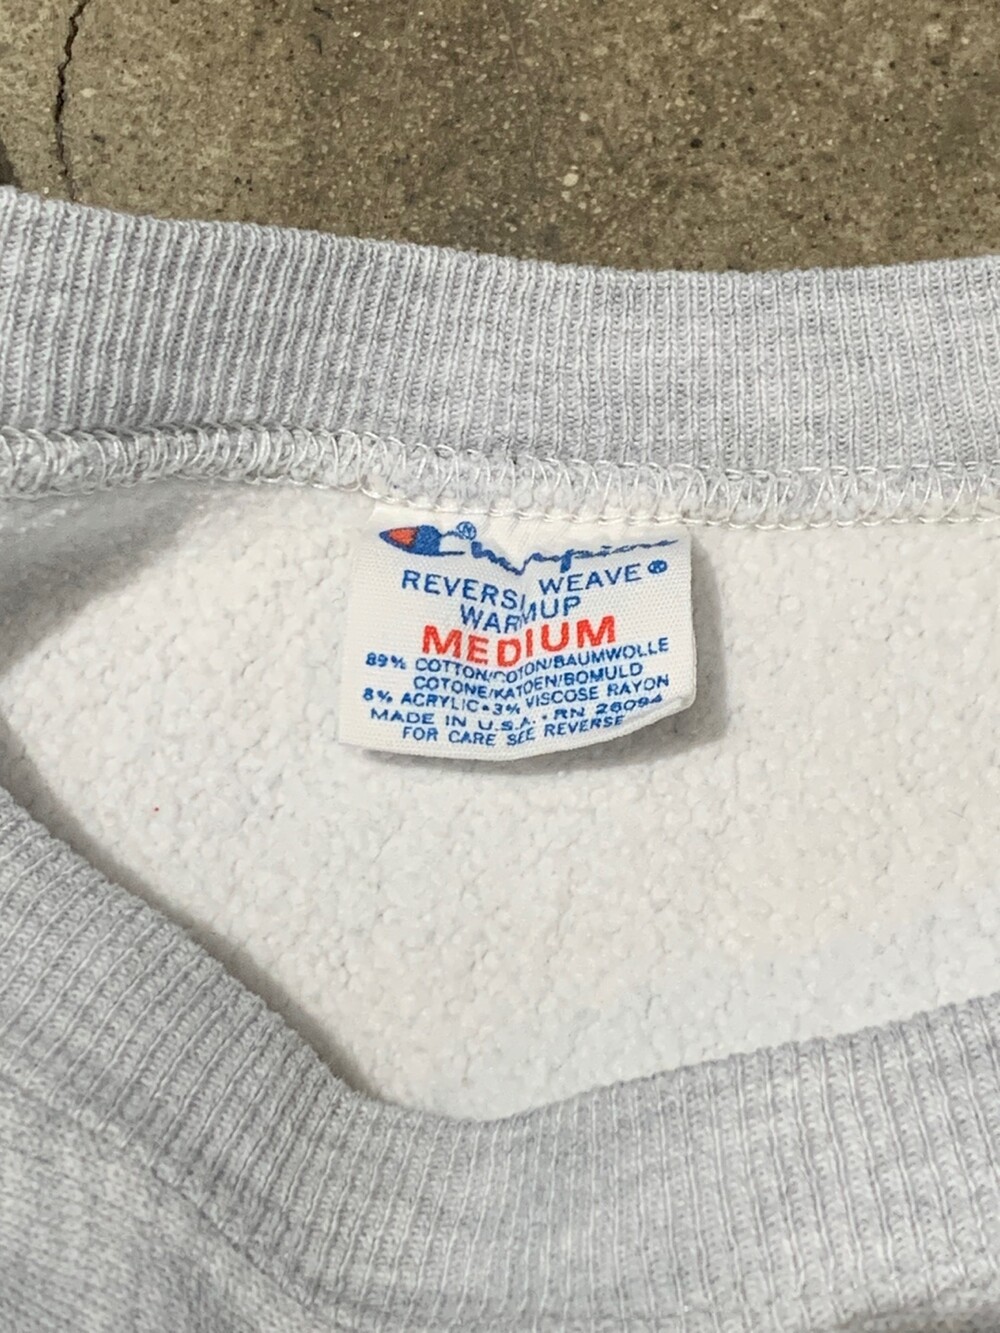 Champion®
REVERSE WEAVE®
WARMUP
MEDIUM
89% COTTON/COTON/BAUMWOLLE
COTONE/KATOEN/BOMULD
8% ACRYLIC•3% VISCOSE RAYON
MADE IN U.S.A. • RN 26094
FOR CARE SEE REVERSE